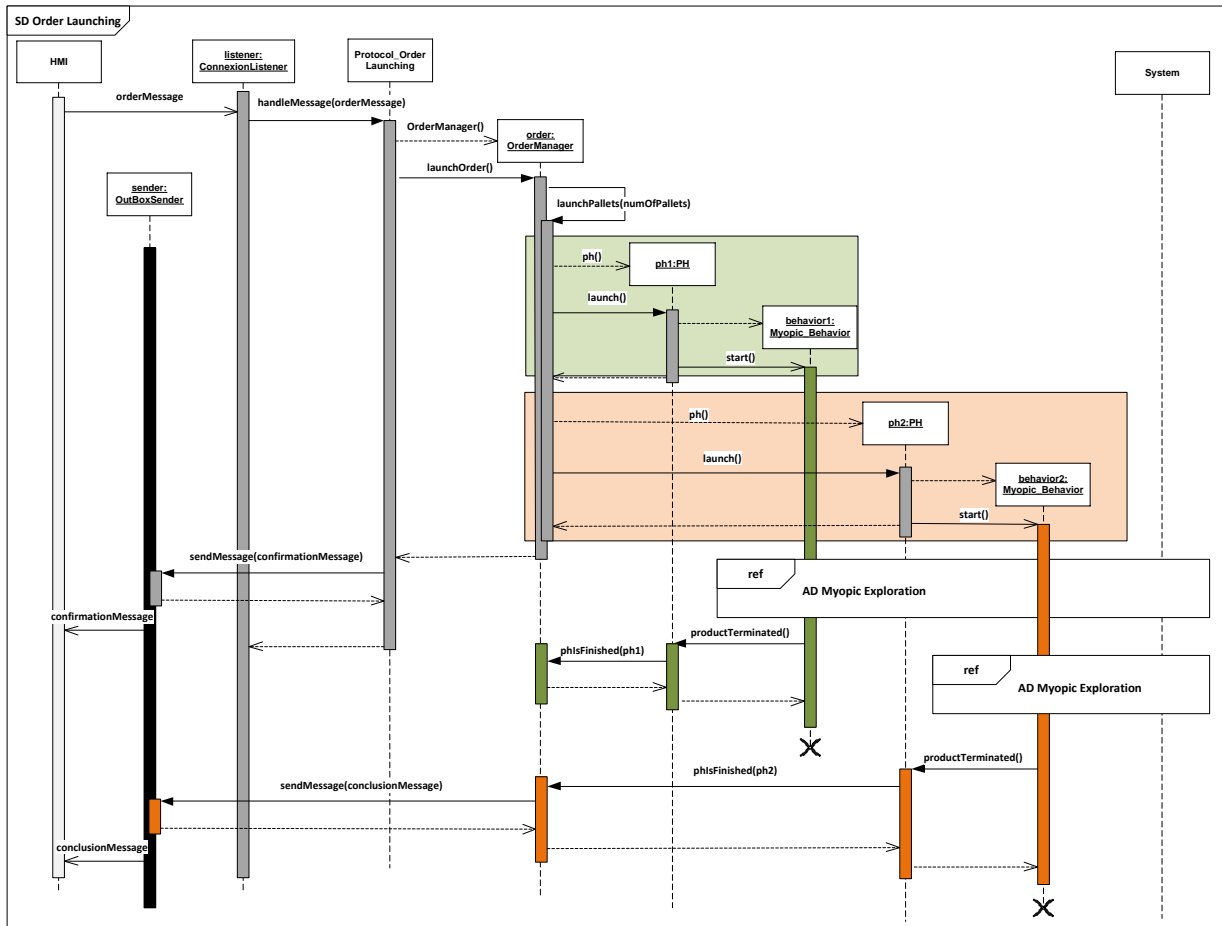 SD Order Launching
HMI
listener:
ConnexionListener
Protocol_Order
Launching
System
orderMessage
handleMessage(orderMessage)
OrderManager()
order:
OrderManager
launchOrder()
sender:
OutBoxSender
launchPallets(numOfPallets)
ph()
ph1:PH
launch()
behavior1:
Myopic_Behavior
start()
ph()
ph2:PH
launch()
behavior2:
Myopic_Behavior
start()
sendMessage(confirmationMessage)
ref
AD Myopic Exploration
confirmationMessage
productTerminated()
phIsFinished(ph1)
ref
AD Myopic Exploration
productTerminated()
phIsFinished(ph2)
sendMessage(conclusionMessage)
conclusionMessage